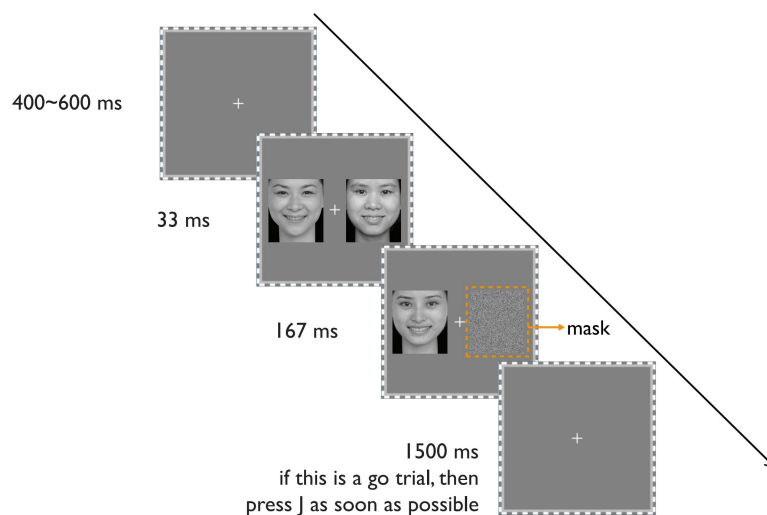 400~600 ms
33 ms
167 ms
mask
1500 ms
if this is a go trial, then
press J as soon as possible